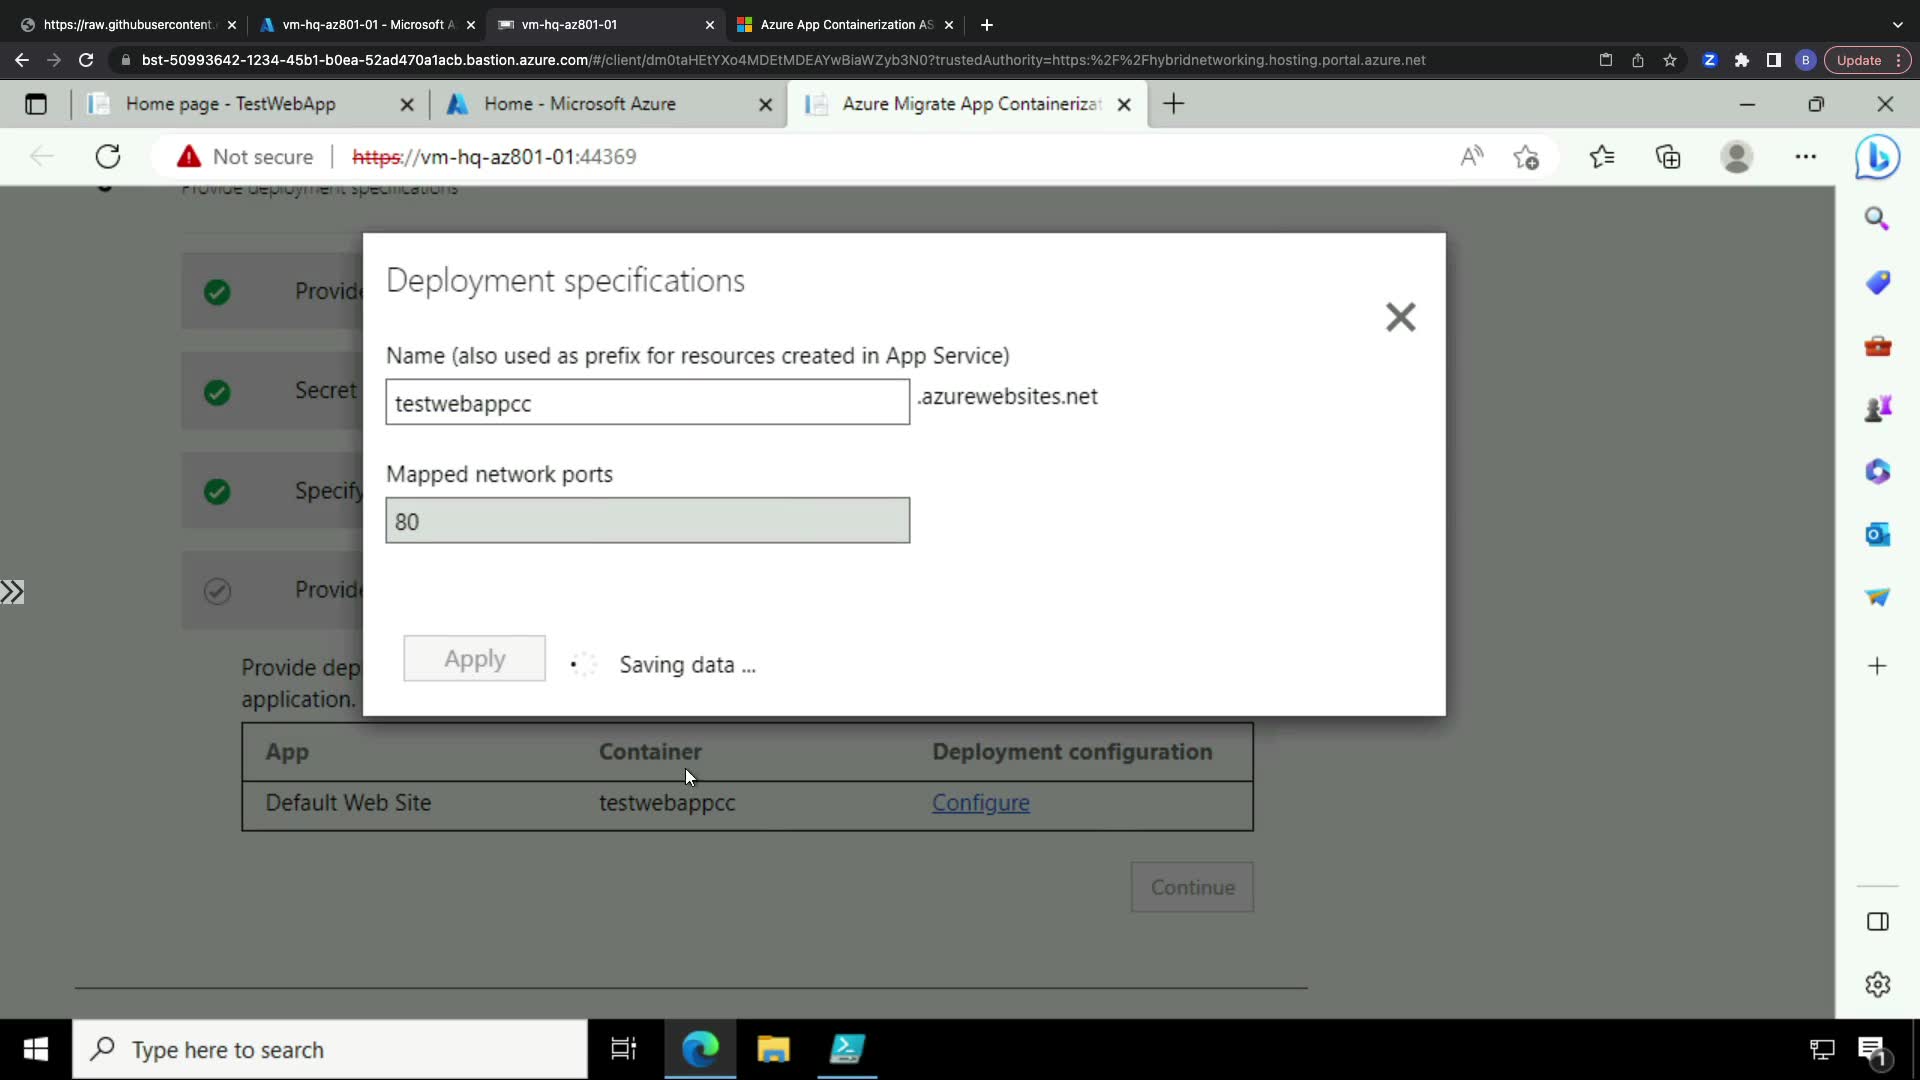 https://raw.githubusercontent.
vm-hq-az801-01 - Microsoft A
vm-hq-az801-01
Azure App Containerization AS
bst-50993642-1234-45b1-b0ea-52ad470a1acb.bastion.azure.com/#/client/dm0taHEtYXo4MDEtMDEAYwBiaWZyb3N0?trustedAuthority=https:%2F%2Fhybridnetworking.hosting.portal.azure.net
B
Update
Home page - TestWebApp
Home - Microsoft Azure
Azure Migrate App Containerizat
Not secure
https://vm-hq-az801-01:44369
Provide deployment specifications
Deployment specifications
Provide
Name (also used as prefix for resources created in App Service)
Secret
testwebappcc
.azurewebsites.net
Mapped network ports
Specify
80
Provide
Apply
Saving data ...
Provide dep
application.
App
Container
Deployment configuration
Default Web Site
testwebappcc
Configure
Continue
Type here to search
1